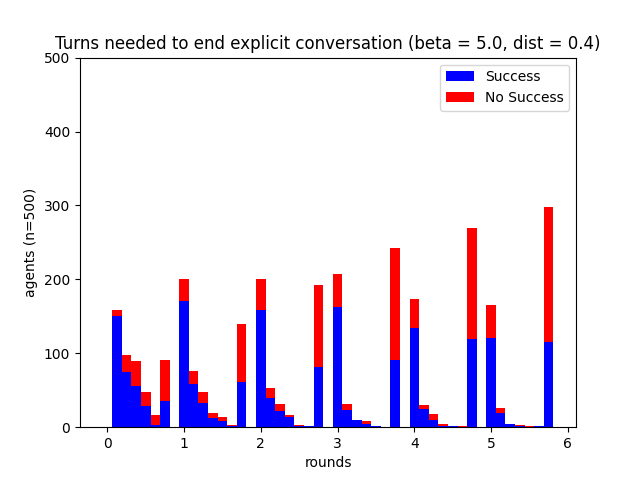 Turns needed to end explicit conversation (beta = 5.0, dist = 0.4)
500
400
300
200
100
0
agents (n=500)
Success
No Success
0 1 2 3 4 5 6
rounds